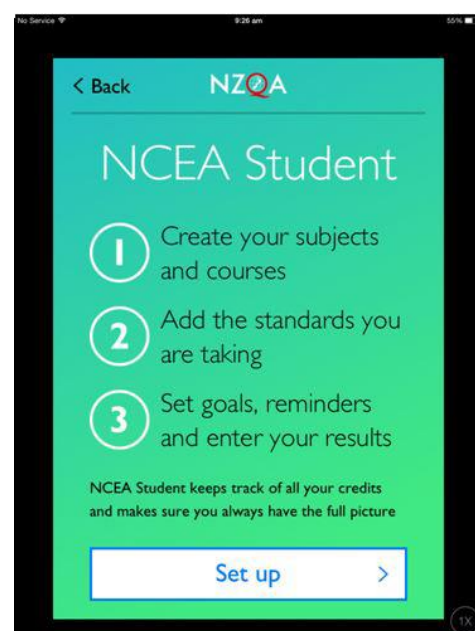 No Service 9:26 am 55%
< Back NZQA
NCEA Student
1 Create your subjects
and courses
2 Add the standards you
are taking
3 Set goals, reminders
and enter your results
NCEA Student keeps track of all your credits
and makes sure you always have the full picture
Set up >
1X